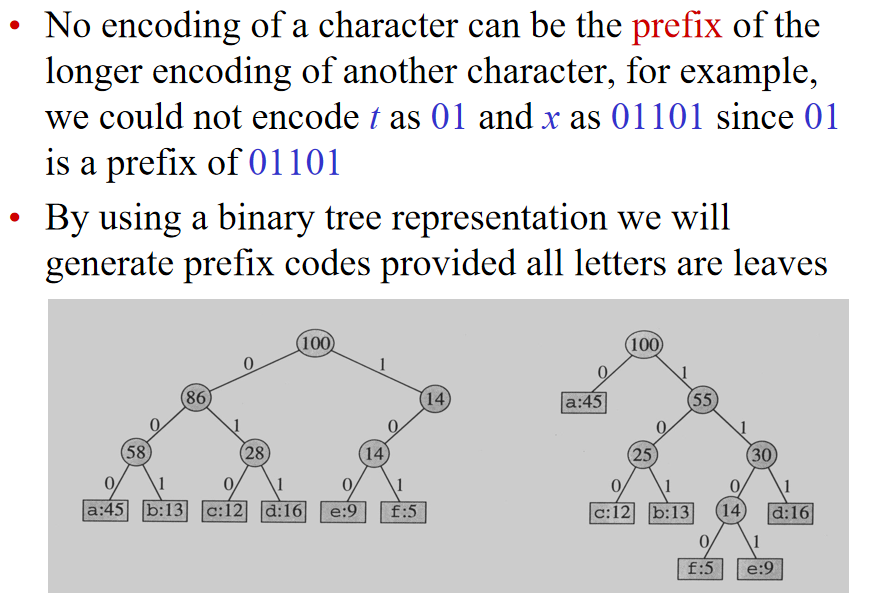 • No encoding of a character can be the prefix of the
longer encoding of another character, for example,
we could not encode t as 01 and x as 01101 since 01
is a prefix of 01101
• By using a binary tree representation we will
generate prefix codes provided all letters are leaves
100
0 1
86 14
0 1 0
58 28 14
0 1 0 1 0 1
a:45 b:13 c:12 d:16 e:9 f:5
100
0 1
a:45 55
0 1
25 30
0 1 0 1
c:12 b:13 14 d:16
0 1
f:5 e:9